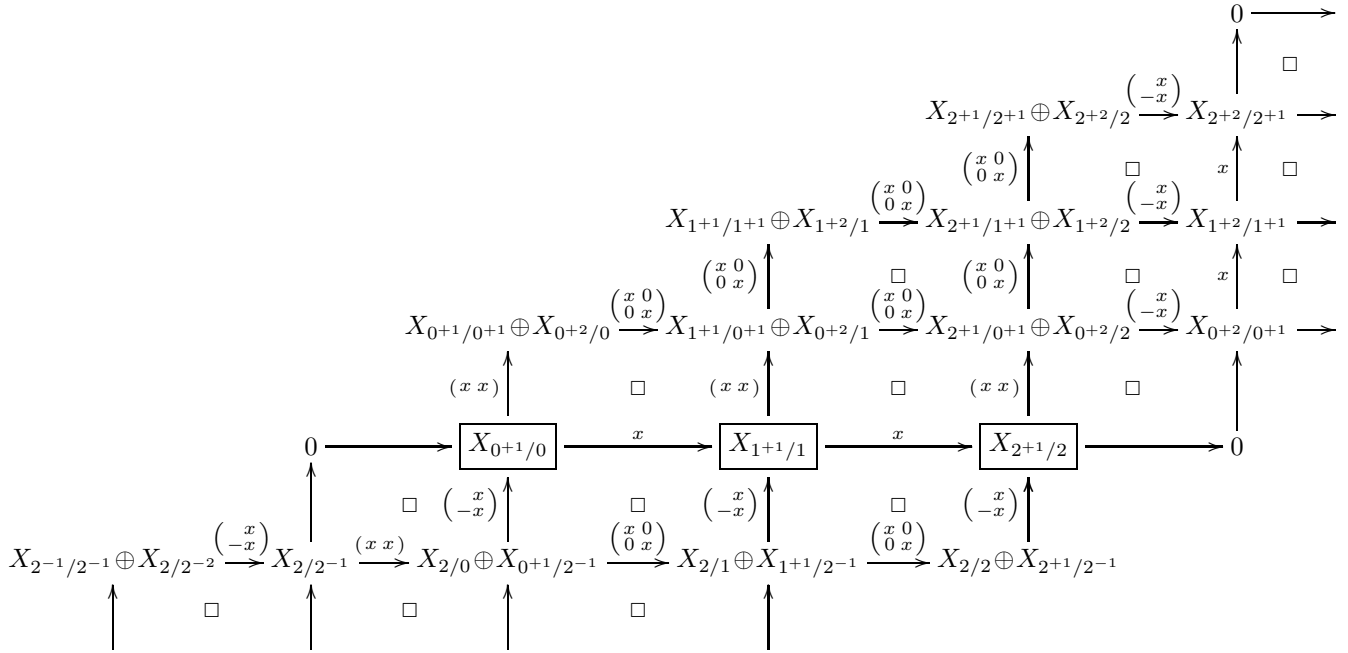 0
□
( x -x )
X_{2^{+1}/2^{+1}} ⊕ X_{2^{+2}/2} X_{2^{+2}/2^{+1}}
( x 0 0 x ) □ x □
( x 0 0 x ) ( x -x )
X_{1^{+1}/1^{+1}} ⊕ X_{1^{+2}/1} X_{2^{+1}/1^{+1}} ⊕ X_{1^{+2}/2} X_{1^{+2}/1^{+1}}
( x 0 0 x ) □ ( x 0 0 x ) □ x □
( x 0 0 x ) ( x 0 0 x ) ( x -x )
X_{0^{+1}/0^{+1}} ⊕ X_{0^{+2}/0} X_{1^{+1}/0^{+1}} ⊕ X_{0^{+2}/1} X_{2^{+1}/0^{+1}} ⊕ X_{0^{+2}/2} X_{0^{+2}/0^{+1}}
( x x ) □ ( x x ) □ ( x x ) □
0 X_{0^{+1}/0} x X_{1^{+1}/1} x X_{2^{+1}/2} 0
□ ( x -x ) □ ( x -x ) □ ( x -x )
( x -x ) ( x x ) ( x 0 0 x ) ( x 0 0 x )
X_{2^{-1}/2^{-1}} ⊕ X_{2/2^{-2}} X_{2/2^{-1}} X_{2/0} ⊕ X_{0^{+1}/2^{-1}} X_{2/1} ⊕ X_{1^{+1}/2^{-1}} X_{2/2} ⊕ X_{2^{+1}/2^{-1}}
□ □ □